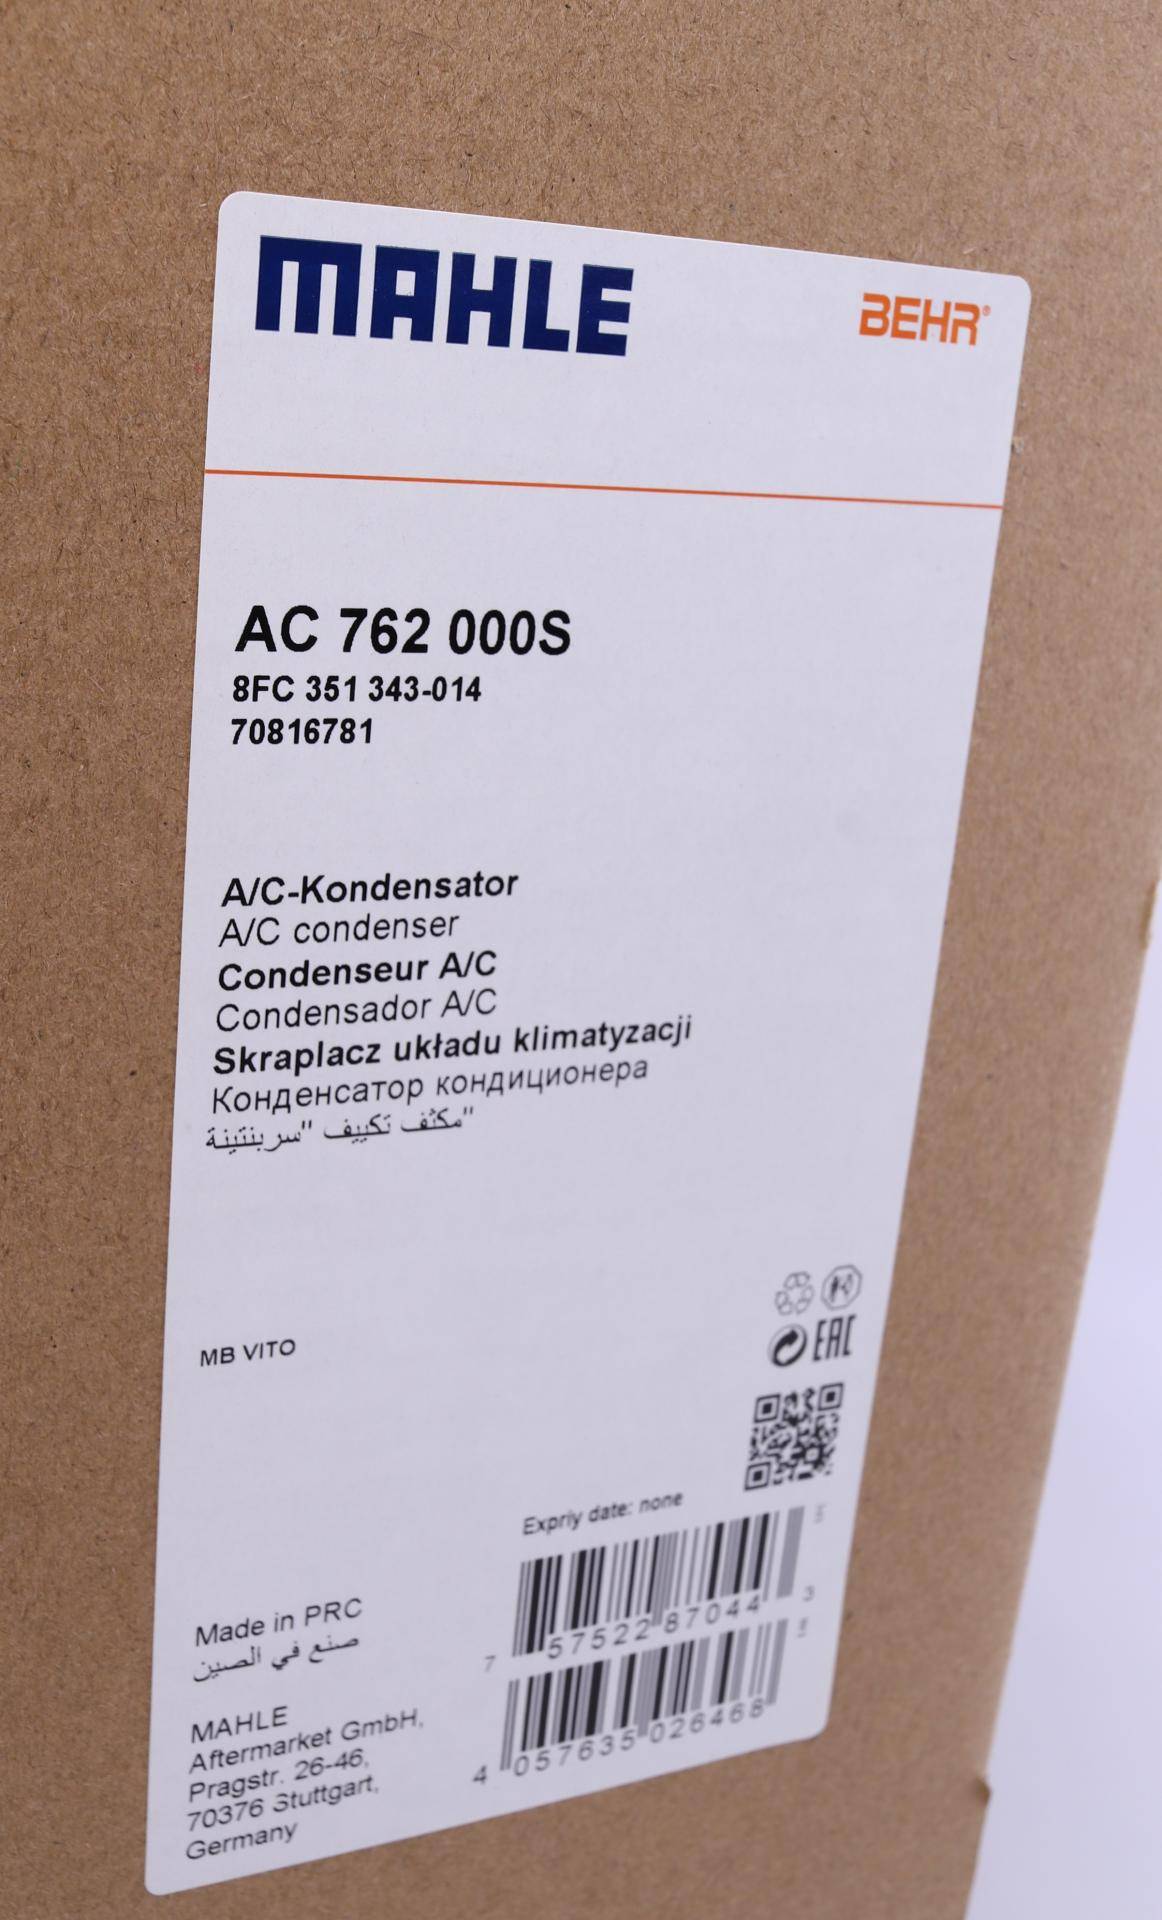 MAHLE
BEHR®
AC 762 000S
8FC 351 343-014
70816781
A/C-Kondensator
A/C condenser
Condenseur A/C
Condensador A/C
Skraplacz układu klimatyzacji
Конденсатор кондиционера
"مكثف تكييف "سربنتينة
MB VITO
EAC
Expriy date: none
7 57522 87044 3
4 057635 026468
Made in PRC
صنع في الصين
MAHLE
Aftermarket GmbH,
Pragstr. 26-46,
70376 Stuttgart,
Germany